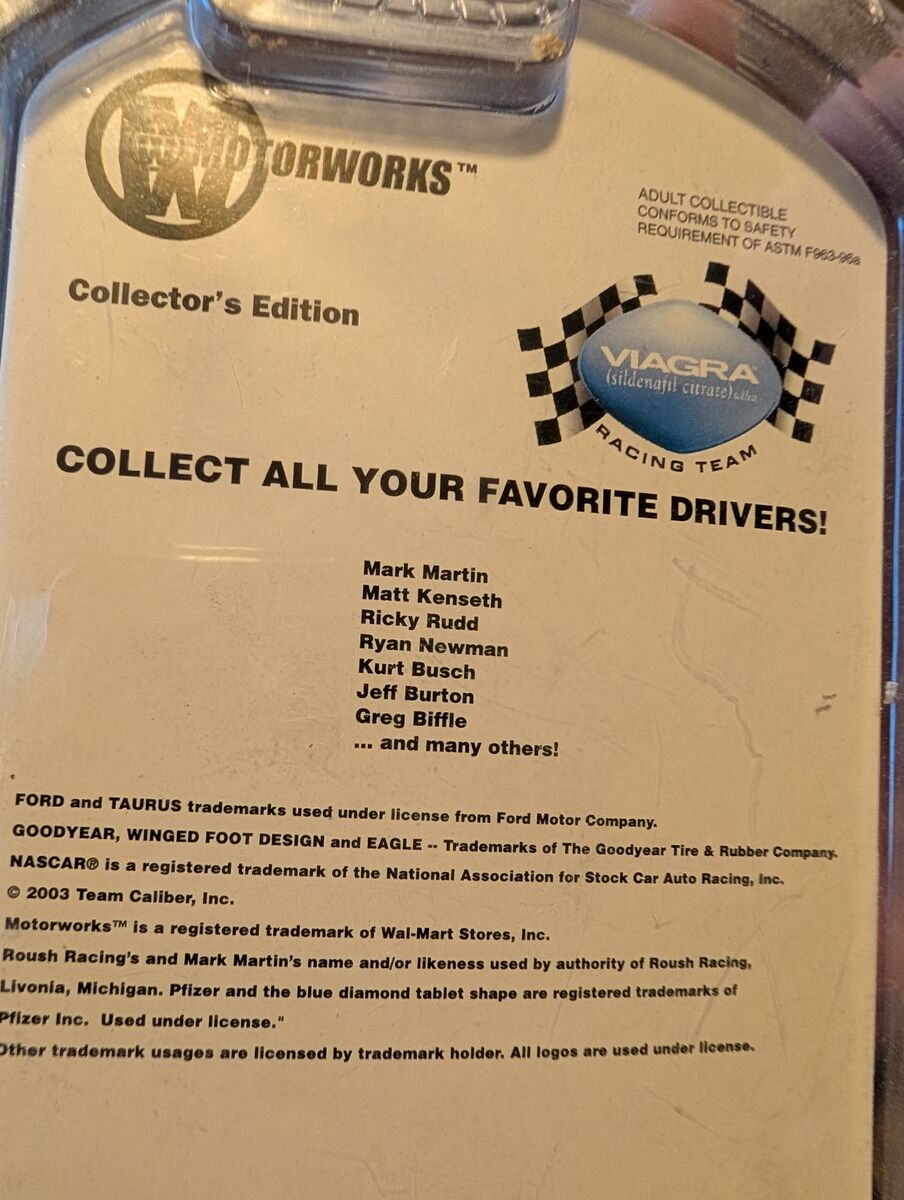 MOTORWORKS™
ADULT COLLECTIBLE
CONFORMS TO SAFETY
REQUIREMENT OF ASTM F963-96a
Collector's Edition
VIAGRA
(sildenafil citrate)
RACING TEAM
COLLECT ALL YOUR FAVORITE DRIVERS!
Mark Martin
Matt Kenseth
Ricky Rudd
Ryan Newman
Kurt Busch
Jeff Burton
Greg Biffle
... and many others!
FORD and TAURUS trademarks used under license from Ford Motor Company.
GOODYEAR, WINGED FOOT DESIGN and EAGLE -- Trademarks of The Goodyear Tire & Rubber Company.
NASCAR® is a registered trademark of the National Association for Stock Car Auto Racing, Inc.
© 2003 Team Caliber, Inc.
Motorworks™ is a registered trademark of Wal-Mart Stores, Inc.
Roush Racing's and Mark Martin's name and/or likeness used by authority of Roush Racing,
Livonia, Michigan. Pfizer and the blue diamond tablet shape are registered trademarks of
Pfizer Inc. Used under license."
Other trademark usages are licensed by trademark holder. All logos are used under license.